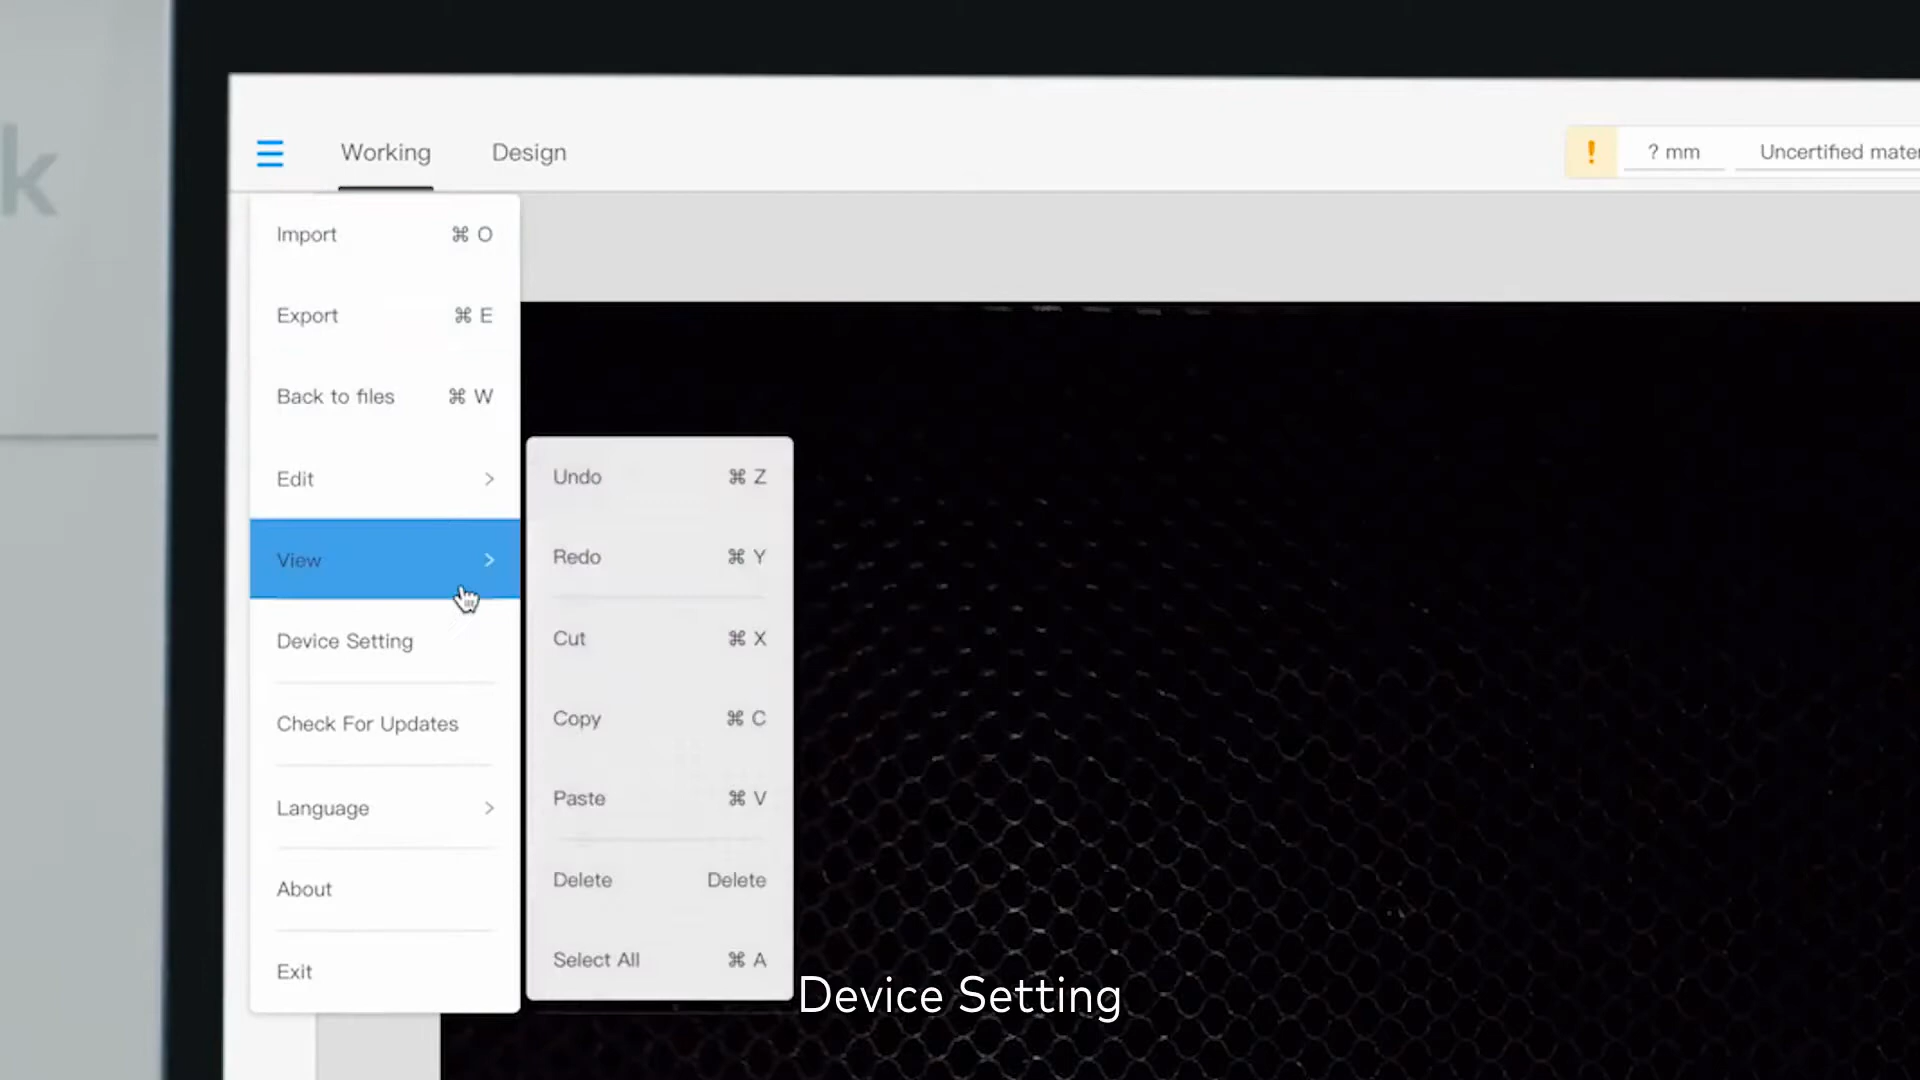 k
Working Design
! ? mm Uncertified mater
Import ⌘ O
Export ⌘ E
Back to files ⌘ W
Edit >
View >
Device Setting
Check For Updates
Language >
About
Exit
Undo ⌘ Z
Redo ⌘ Y
Cut ⌘ X
Copy ⌘ C
Paste ⌘ V
Delete Delete
Select All ⌘ A
Device Setting